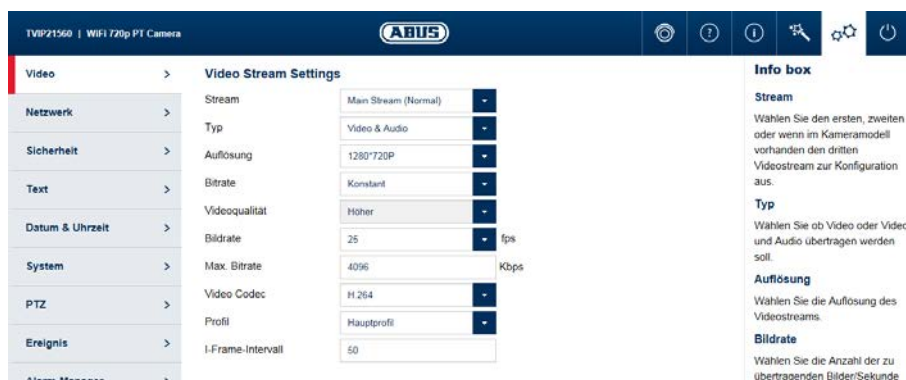 TVIP21560 | WiFi 720p PT Camera
ABUS
Video >
Netzwerk >
Sicherheit >
Text >
Datum & Uhrzeit >
System >
PTZ >
Ereignis >
Alarm Manager >
Video Stream Settings
Stream Main Stream (Normal)
Typ Video & Audio
Auflösung 1280*720P
Bitrate Konstant
Videoqualität Höher
Bildrate 25 fps
Max. Bitrate 4096 Kbps
Video Codec H.264
Profil Hauptprofil
I-Frame-Intervall 50
Info box
Stream
Wählen Sie den ersten, zweiten
oder wenn im Kameramodell
vorhanden den dritten
Videostream zur Konfiguration
aus.
Typ
Wählen Sie ob Video oder Video
und Audio übertragen werden
soll.
Auflösung
Wählen Sie die Auflösung des
Videostreams.
Bildrate
Wählen Sie die Anzahl der zu
übertragenden Bilder/Sekunde